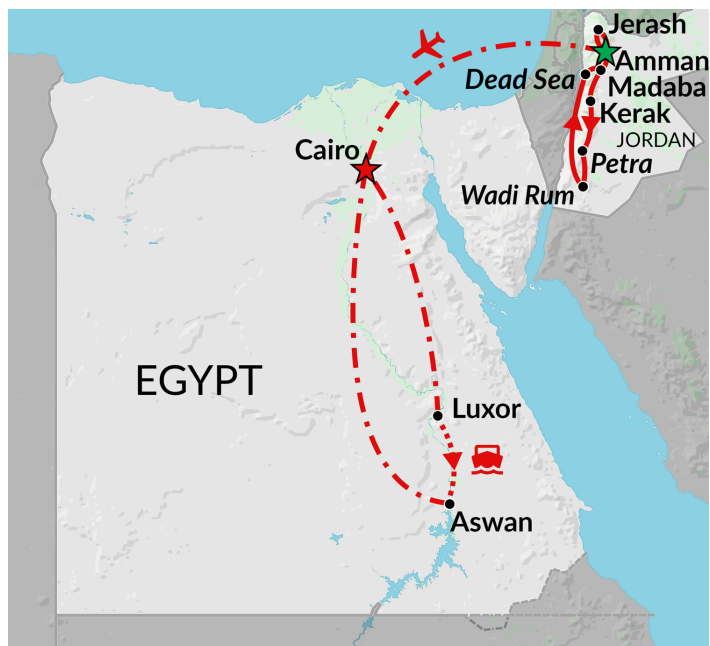 Jerash
Amman
Dead Sea
Madaba
Kerak
JORDAN
Cairo
Petra
Wadi Rum
EGYPT
Luxor
Aswan